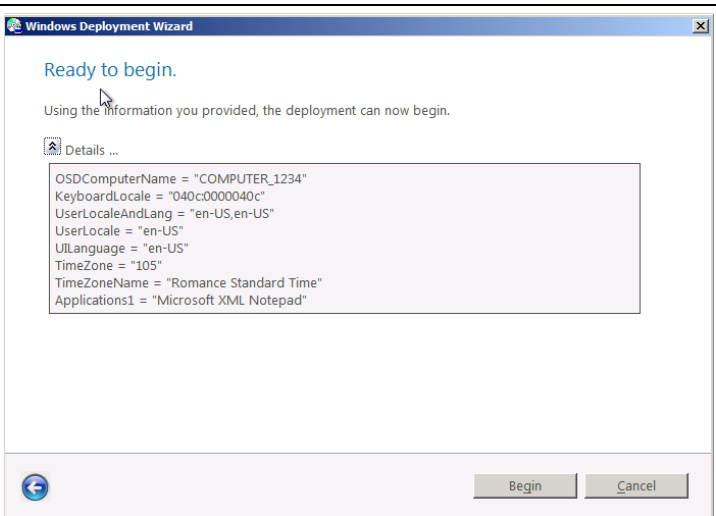 Windows Deployment Wizard
Ready to begin.
Using the information you provided, the deployment can now begin.
Details ...
OSDComputerName = "COMPUTER_1234"
KeyboardLocale = "040c:0000040c"
UserLocaleAndLang = "en-US,en-US"
UserLocale = "en-US"
UILanguage = "en-US"
TimeZone = "105"
TimeZoneName = "Romance Standard Time"
Applications1 = "Microsoft XML Notepad"
Begin
Cancel